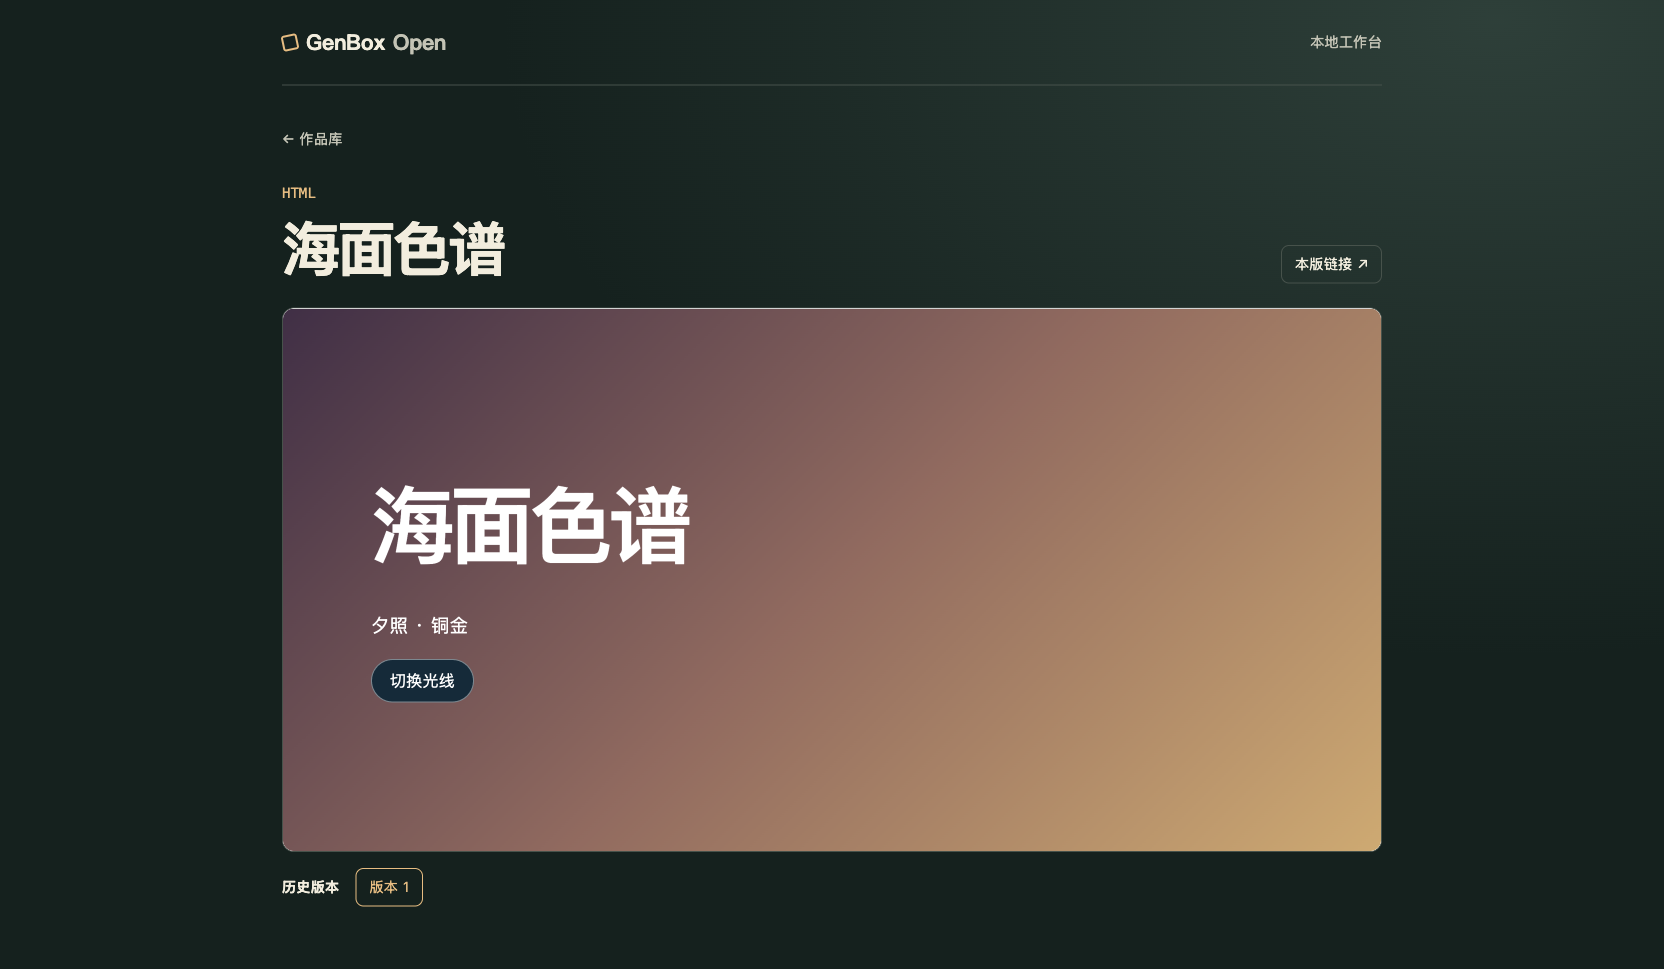 GenBox Open
本地工作台
← 作品库
HTML
海面色谱
本版链接 ↗
海面色谱
夕照 · 铜金
切换光线
历史版本
版本 1